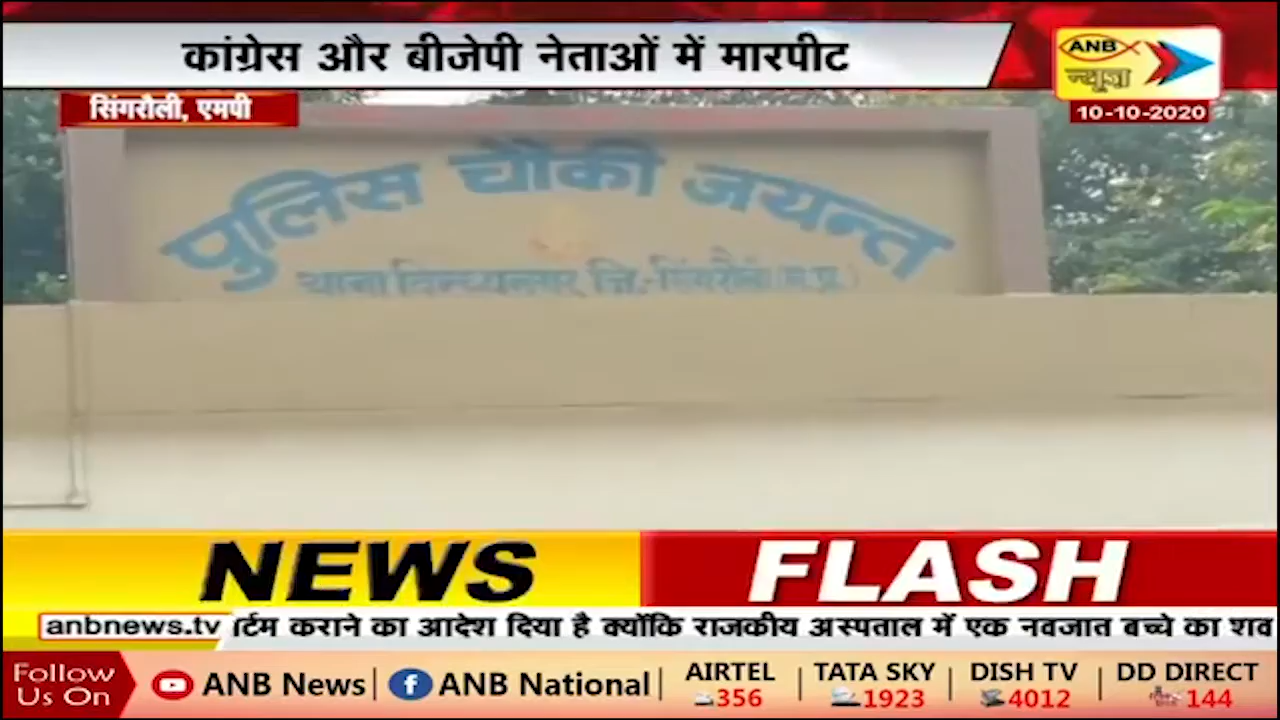 कांग्रेस और बीजेपी नेताओं में मारपीट
ANB
न्यूज़
10-10-2020
सिंगरौली, एमपी
पुलिस चौकी जयन्त
थाना विन्ध्यनगर जि.-सिंगरौली (म.प्र.)
NEWS FLASH
anbnews.tv र्टम कराने का आदेश दिया है क्योंकि राजकीय अस्पताल में एक नवजात बच्चे का शव
Follow Us On
ANB News
ANB National
AIRTEL 356
TATA SKY 1923
DISH TV 4012
DD DIRECT 144